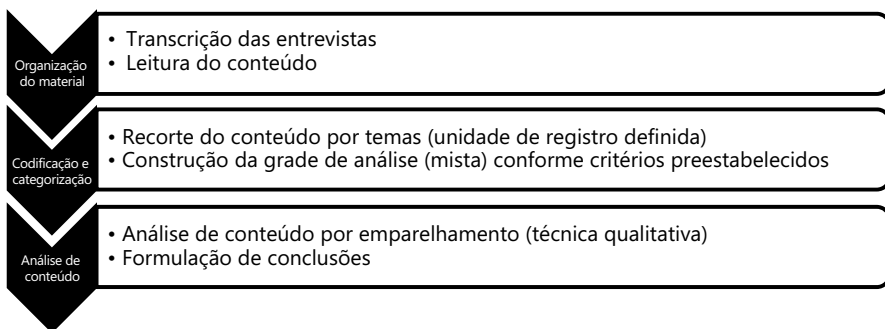 Organização
do material
• Transcrição das entrevistas
• Leitura do conteúdo
Codificação e
categorização
• Recorte do conteúdo por temas (unidade de registro definida)
• Construção da grade de análise (mista) conforme critérios preestabelecidos
Análise de
conteúdo
• Análise de conteúdo por emparelhamento (técnica qualitativa)
• Formulação de conclusões